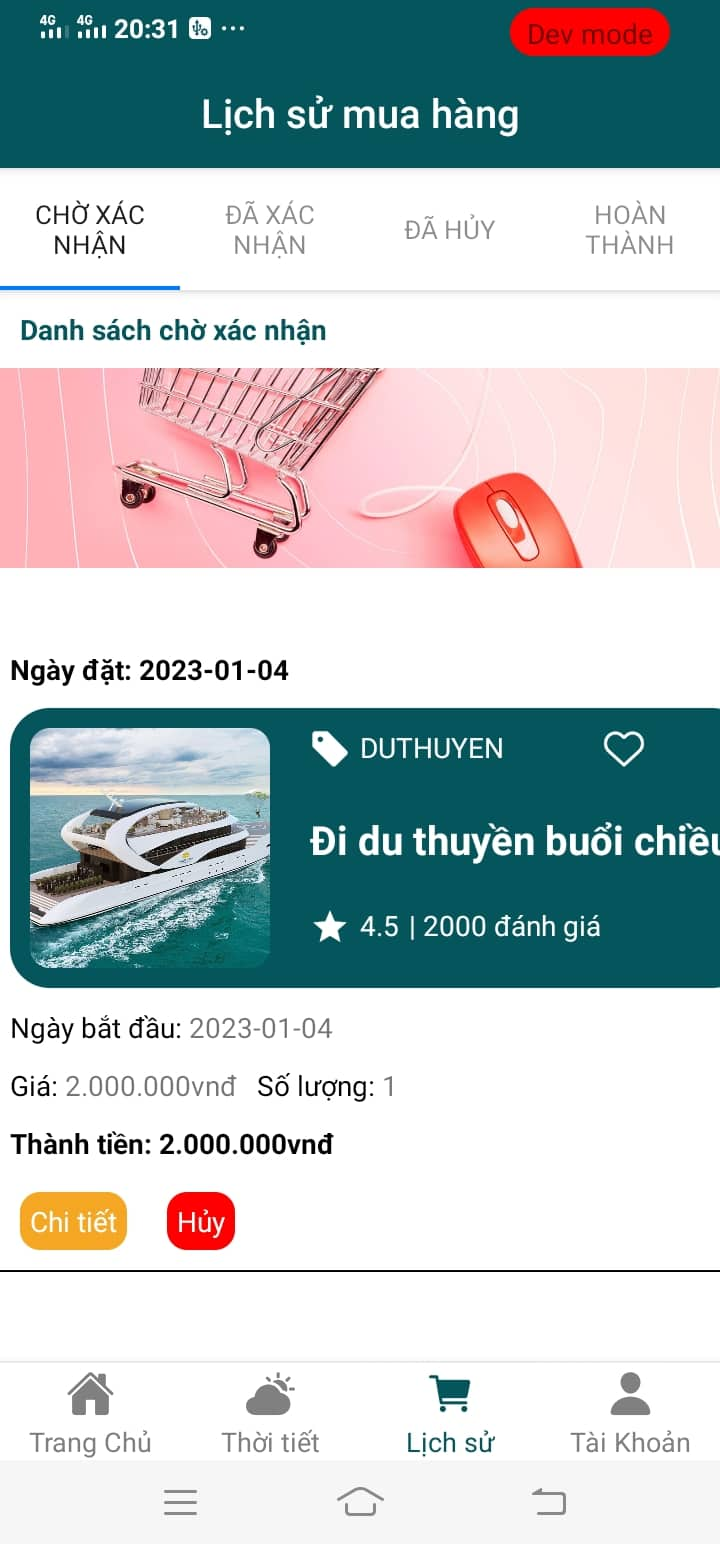 4G 4G 20:31 ...
Dev mode
Lịch sử mua hàng
CHỜ XÁC
NHẬN
ĐÃ XÁC
NHẬN
ĐÃ HỦY
HOÀN
THÀNH
Danh sách chờ xác nhận
Ngày đặt: 2023-01-04
DUTHUYEN
Đi du thuyền buổi chiều
4.5 | 2000 đánh giá
Ngày bắt đầu: 2023-01-04
Giá: 2.000.000vnđ Số lượng: 1
Thành tiền: 2.000.000vnđ
Chi tiết Hủy
Trang Chủ Thời tiết Lịch sử Tài Khoản